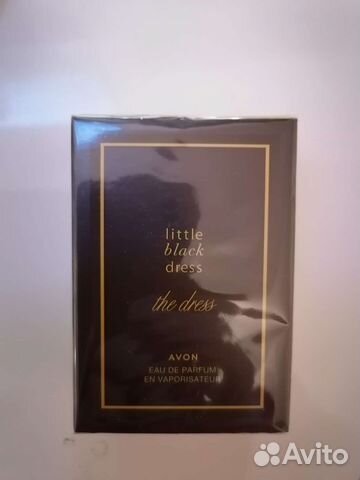 little
black
dress
the dress
AVON
EAU DE PARFUM
EN VAPORISATEUR
Avito